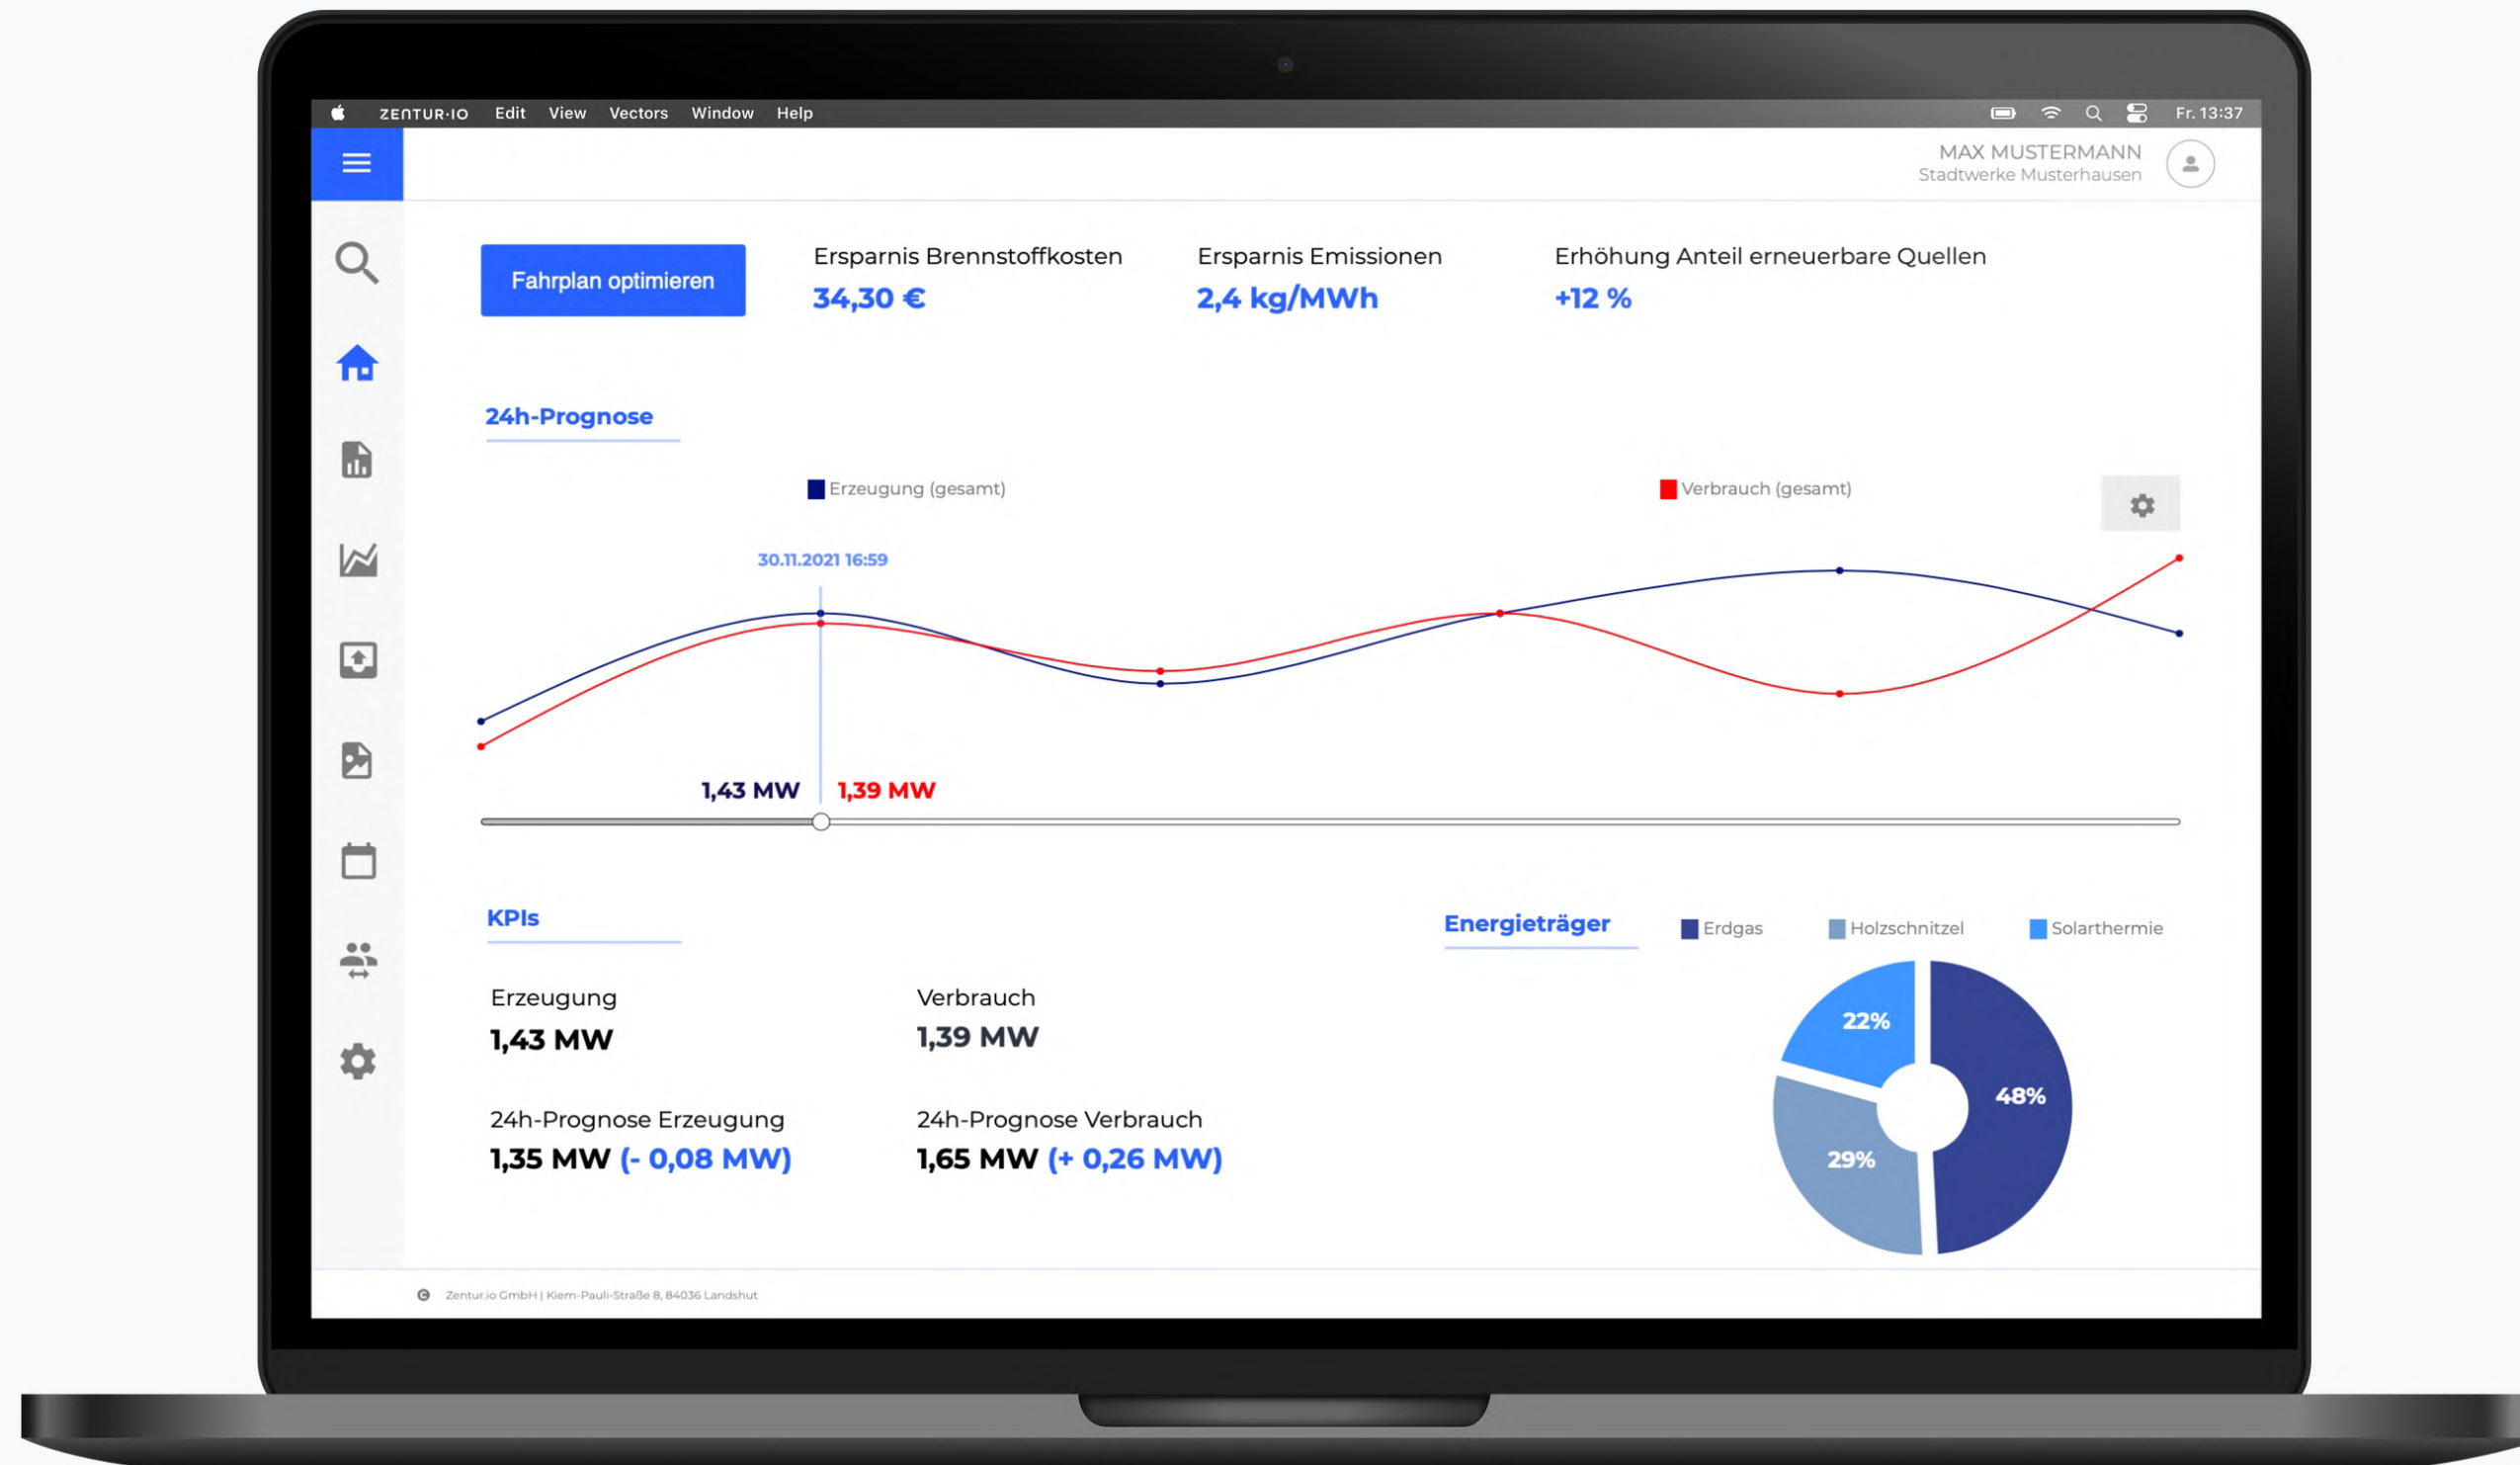 ZENTUR·IO Edit View Vectors Window Help Fr. 13:37
MAX MUSTERMANN
Stadtwerke Musterhausen
Fahrplan optimieren
Ersparnis Brennstoffkosten
34,30 €
Ersparnis Emissionen
2,4 kg/MWh
Erhöhung Anteil erneuerbare Quellen
+12 %
24h-Prognose
Erzeugung (gesamt)
Verbrauch (gesamt)
30.11.2021 16:59
1,43 MW
1,39 MW
KPIs
Erzeugung
1,43 MW
Verbrauch
1,39 MW
24h-Prognose Erzeugung
1,35 MW (- 0,08 MW)
24h-Prognose Verbrauch
1,65 MW (+ 0,26 MW)
Energieträger
Erdgas
Holzschnitzel
Solarthermie
22%
48%
29%
© Zentur.io GmbH | Kiem-Pauli-Straße 8, 84036 Landshut